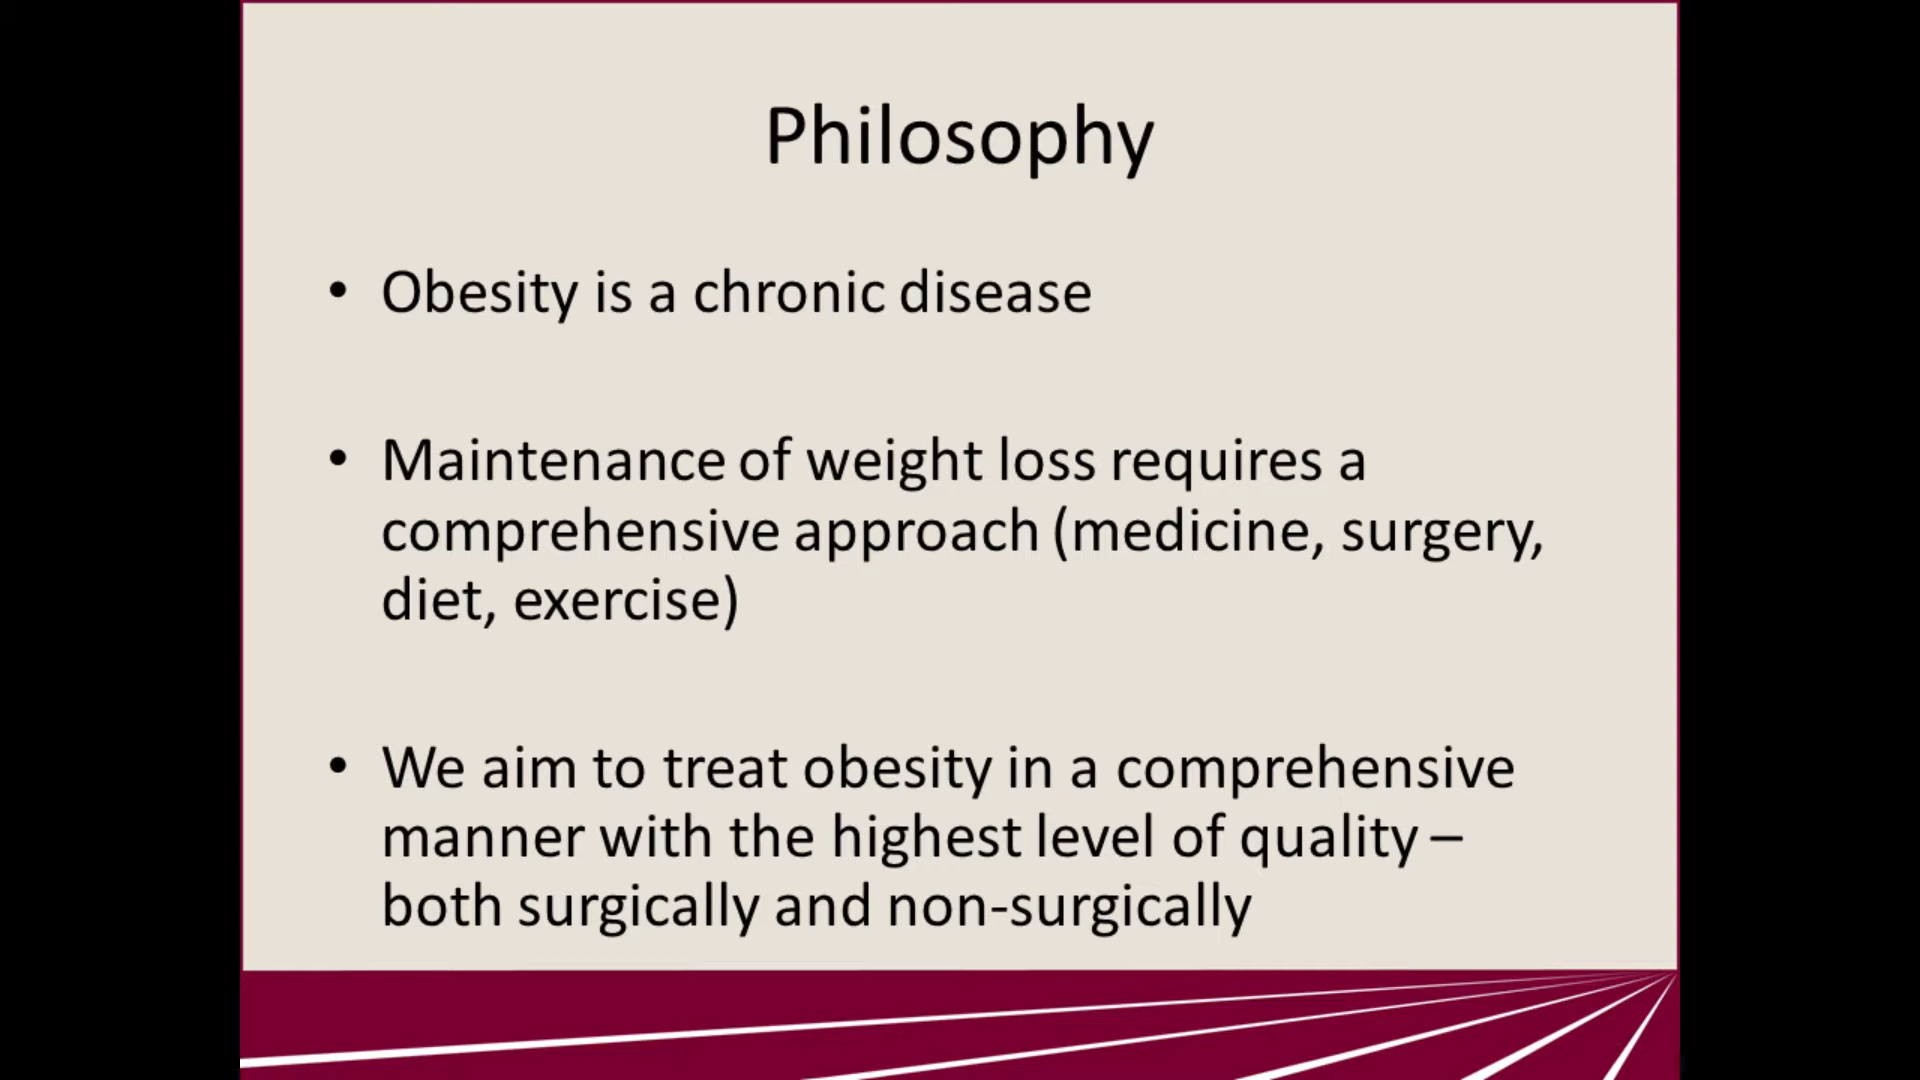 Philosophy
• Obesity is a chronic disease
• Maintenance of weight loss requires a
comprehensive approach (medicine, surgery,
diet, exercise)
• We aim to treat obesity in a comprehensive
manner with the highest level of quality –
both surgically and non-surgically